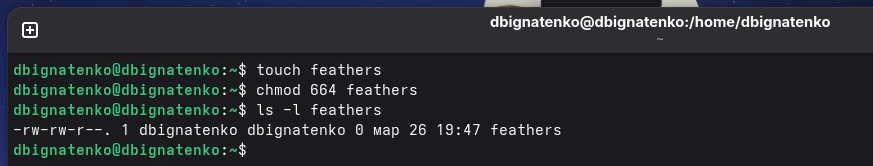 dbignatenko@dbignatenko:/home/dbignatenko
~
dbignatenko@dbignatenko:~$ touch feathers
dbignatenko@dbignatenko:~$ chmod 664 feathers
dbignatenko@dbignatenko:~$ ls -l feathers
-rw-rw-r--. 1 dbignatenko dbignatenko 0 мар 26 19:47 feathers
dbignatenko@dbignatenko:~$